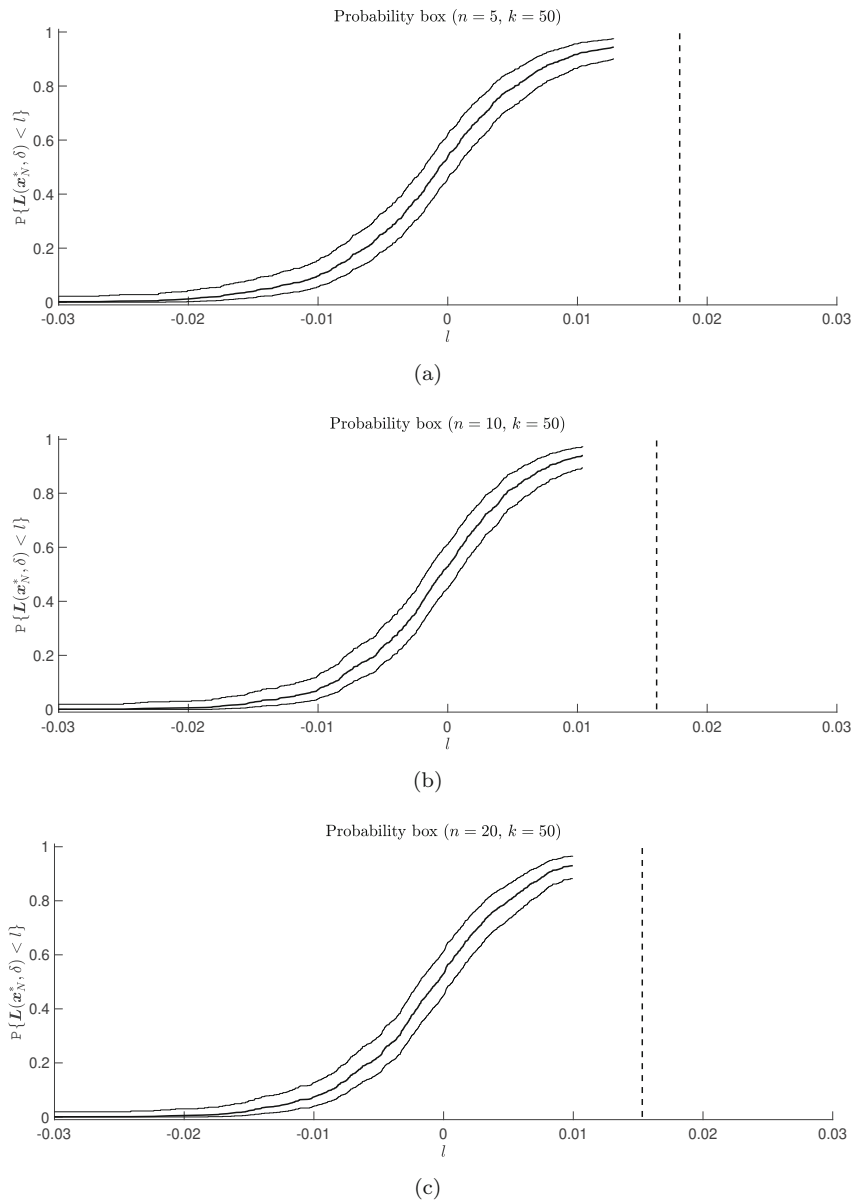 Probability box (n = 5, k = 50)
1
0.8
0.6
0.4
0.2
0
P{L(x*_N, δ) < l}
-0.03 -0.02 -0.01 0 0.01 0.02 0.03
l
(a)
Probability box (n = 10, k = 50)
1
0.8
0.6
0.4
0.2
0
P{L(x*_N, δ) < l}
-0.03 -0.02 -0.01 0 0.01 0.02 0.03
l
(b)
Probability box (n = 20, k = 50)
1
0.8
0.6
0.4
0.2
0
P{L(x*_N, δ) < l}
-0.03 -0.02 -0.01 0 0.01 0.02 0.03
l
(c)